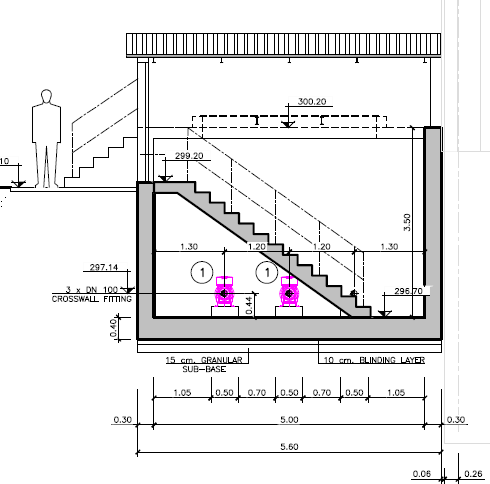 300.20
10
299.20
3.50
1.30 1.20 1.20 1.30
297.14
1 1
3 x DN 100
CROSSWALL FITTING
0.44
296.70
0.40
15 cm. GRANULAR
SUB-BASE
10 cm. BLINDING LAYER
1.05 0.50 0.70 0.50 0.70 0.50 1.05
0.30 5.00 0.30
5.60
0.06 0.26